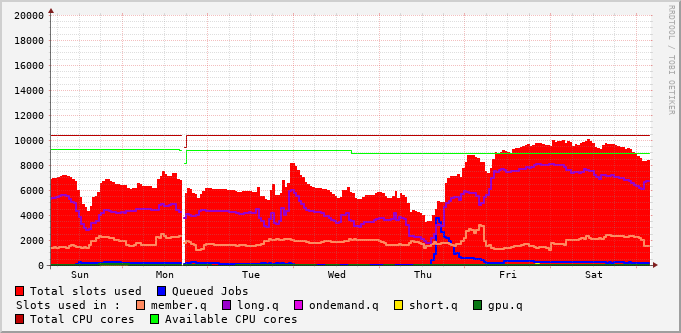 RRDTOOL / TOBI OETIKER
20000
18000
16000
14000
12000
10000
8000
6000
4000
2000
0
Sun Mon Tue Wed Thu Fri Sat
Total slots used Queued Jobs
Slots used in : member.q long.q ondemand.q short.q gpu.q
Total CPU cores Available CPU cores